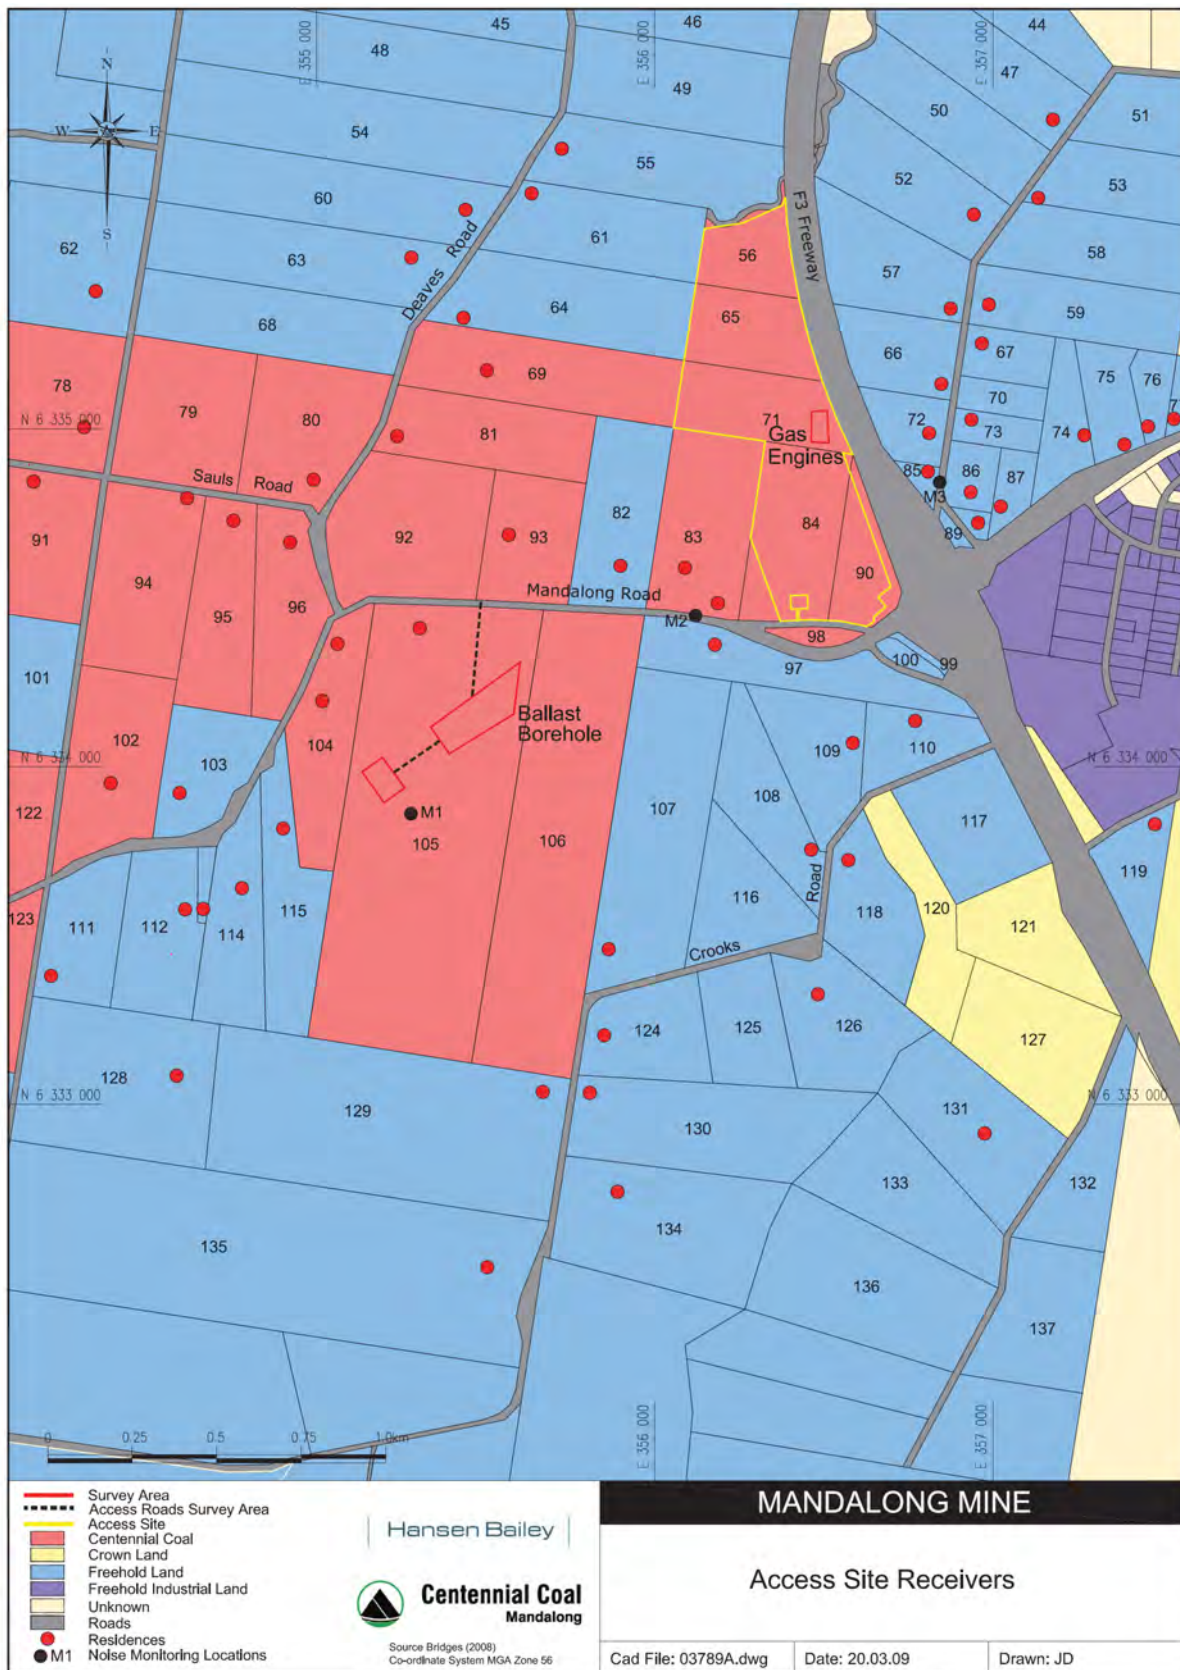 45
46
44
E 355 000
E 356 000
E 357 000
48
47
49
50
51
N
W
E
S
54
55
52
53
60
F3 Freeway
62
61
58
63
Deaves Road
56
57
64
59
68
65
66
67
69
75
76
78
79
80
70
71
7
N 6 335 000
81
72
73
74
Gas
Engines
Sauls Road
85
86
87
M3
82
91
92
93
83
84
89
94
90
Mandalong Road
95
96
M2
98
101
97
100
99
Ballast
Borehole
102
104
109
110
103
N 6 334 000
N 6 334 000
108
107
122
M1
117
105
106
119
Road
116
123
120
111
112
114
115
118
121
Crooks
124
125
126
127
128
N 6 333 000
N 6 333 000
129
131
130
133
132
134
135
136
137
E 356 000
E 357 000
0
0.25
0.5
0.75
1.0km
Survey Area
Access Roads Survey Area
Access Site
Centennial Coal
Crown Land
Freehold Land
Freehold Industrial Land
Unknown
Roads
Residences
M1 Noise Monitoring Locations
Hansen Bailey
Centennial Coal
Mandalong
Source Bridges (2008)
Co-ordinate System MGA Zone 56
MANDALONG MINE
Access Site Receivers
Cad File: 03789A.dwg
Date: 20.03.09
Drawn: JD